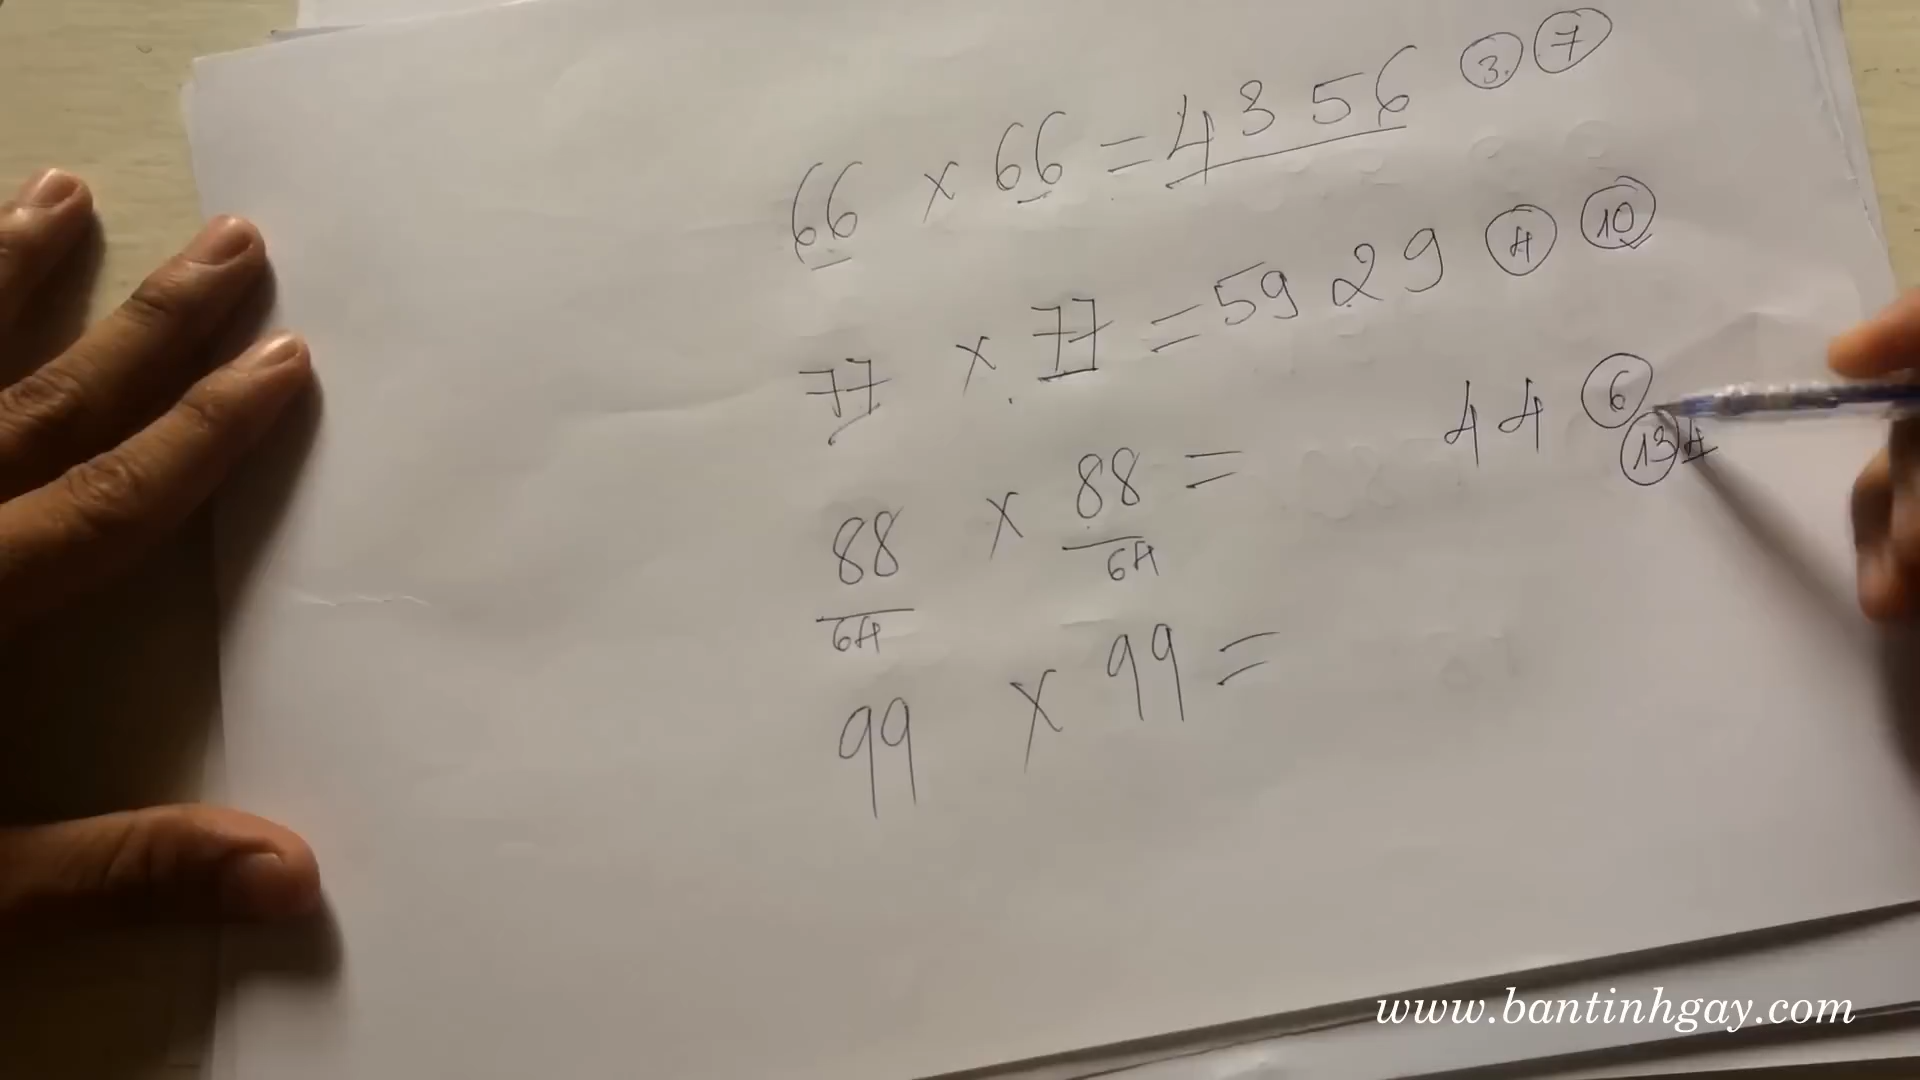 66 × 66 = 4356 3 7
77 × 77 = 5929 4 10
88 × 88 = 44 6
64 64 13 4
99 × 99 =
www.bantinhgay.com